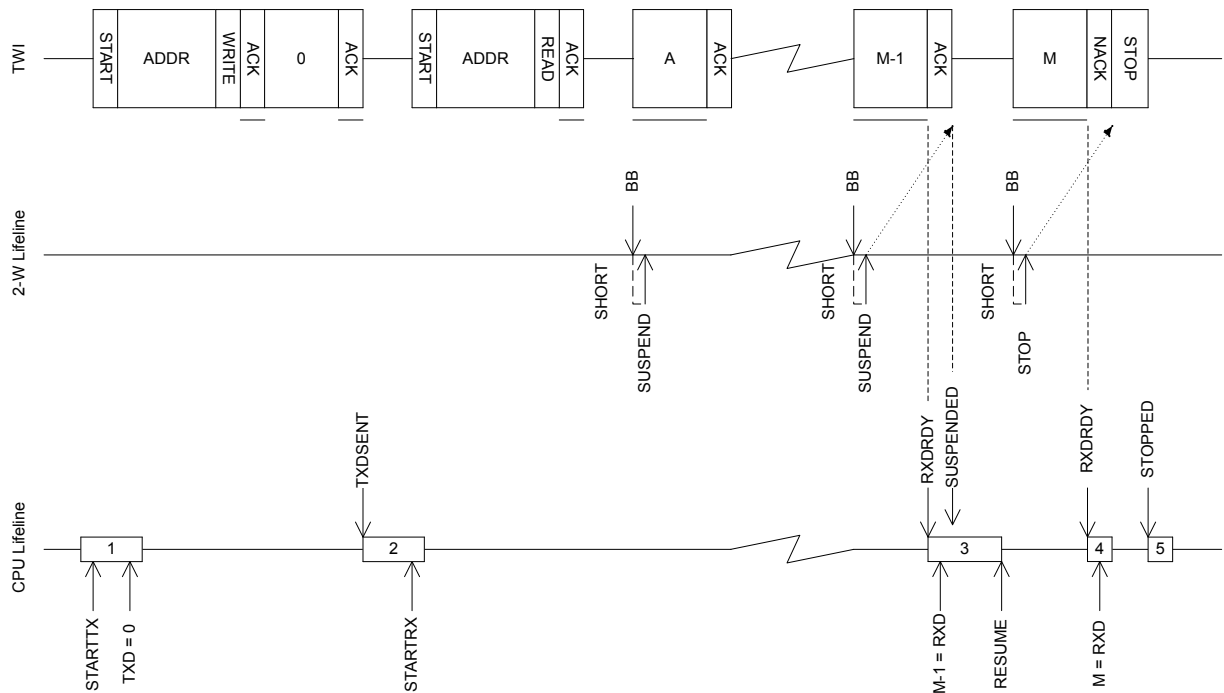 TWI
START
ADDR
WRITE
ACK
0
ACK
START
ADDR
READ
ACK
A
ACK
M-1
ACK
M
NACK
STOP
2-W Lifeline
BB
SHORT
SUSPEND
BB
SHORT
SUSPEND
BB
SHORT
STOP
CPU Lifeline
TXDSENT
RXDRDY
SUSPENDED
RXDRDY
STOPPED
1
2
3
4
5
STARTTX
TXD = 0
STARTRX
M-1 = RXD
RESUME
M = RXD